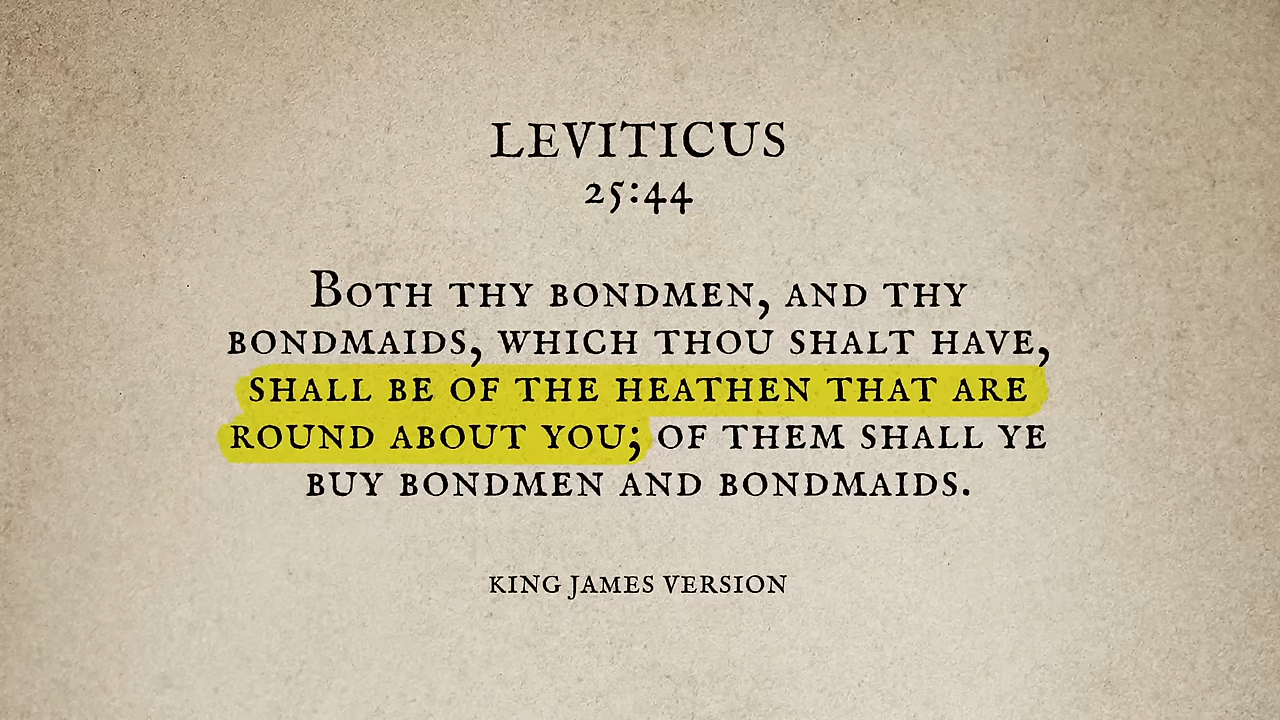 LEVITICUS
25:44
BOTH THY BONDMEN, AND THY
BONDMAIDS, WHICH THOU SHALT HAVE,
SHALL BE OF THE HEATHEN THAT ARE
ROUND ABOUT YOU; OF THEM SHALL YE
BUY BONDMEN AND BONDMAIDS.
KING JAMES VERSION